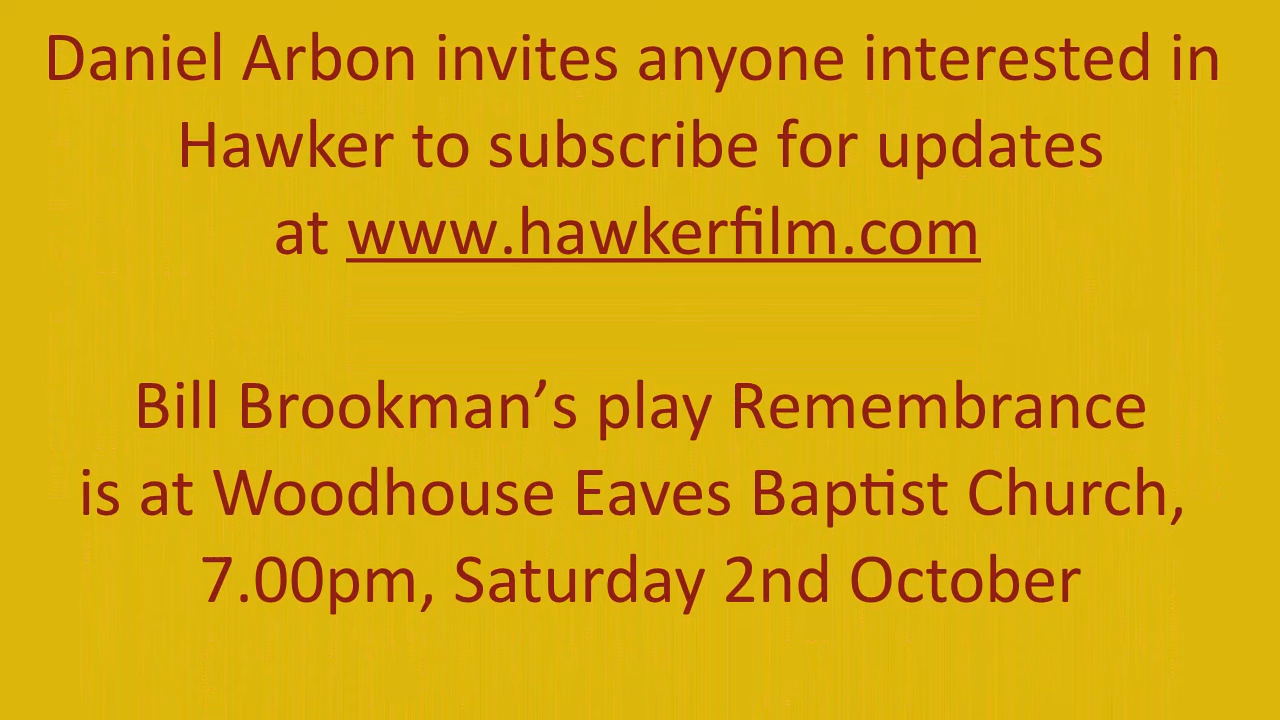 Daniel Arbon invites anyone interested in
Hawker to subscribe for updates
at www.hawkerfilm.com
Bill Brookman’s play Remembrance
is at Woodhouse Eaves Baptist Church,
7.00pm, Saturday 2nd October